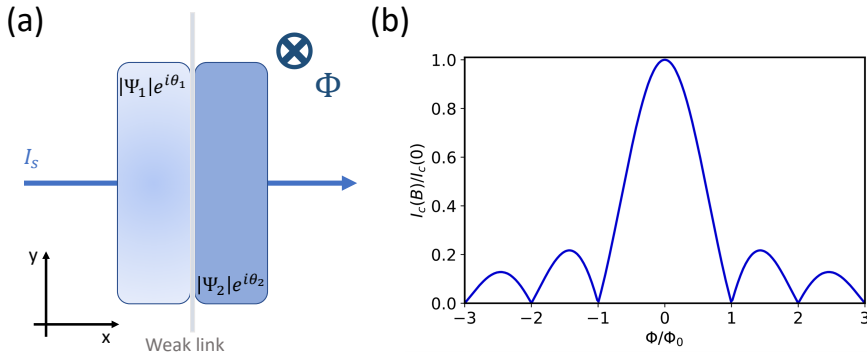 (a)
|Ψ₁|e^{iθ₁}
Φ
I_s
|Ψ₂|e^{iθ₂}
y
x
Weak link
(b)
I_c(B)/I_c(0)
1.0
0.8
0.6
0.4
0.2
0.0
−3 −2 −1 0 1 2 3
Φ/Φ₀